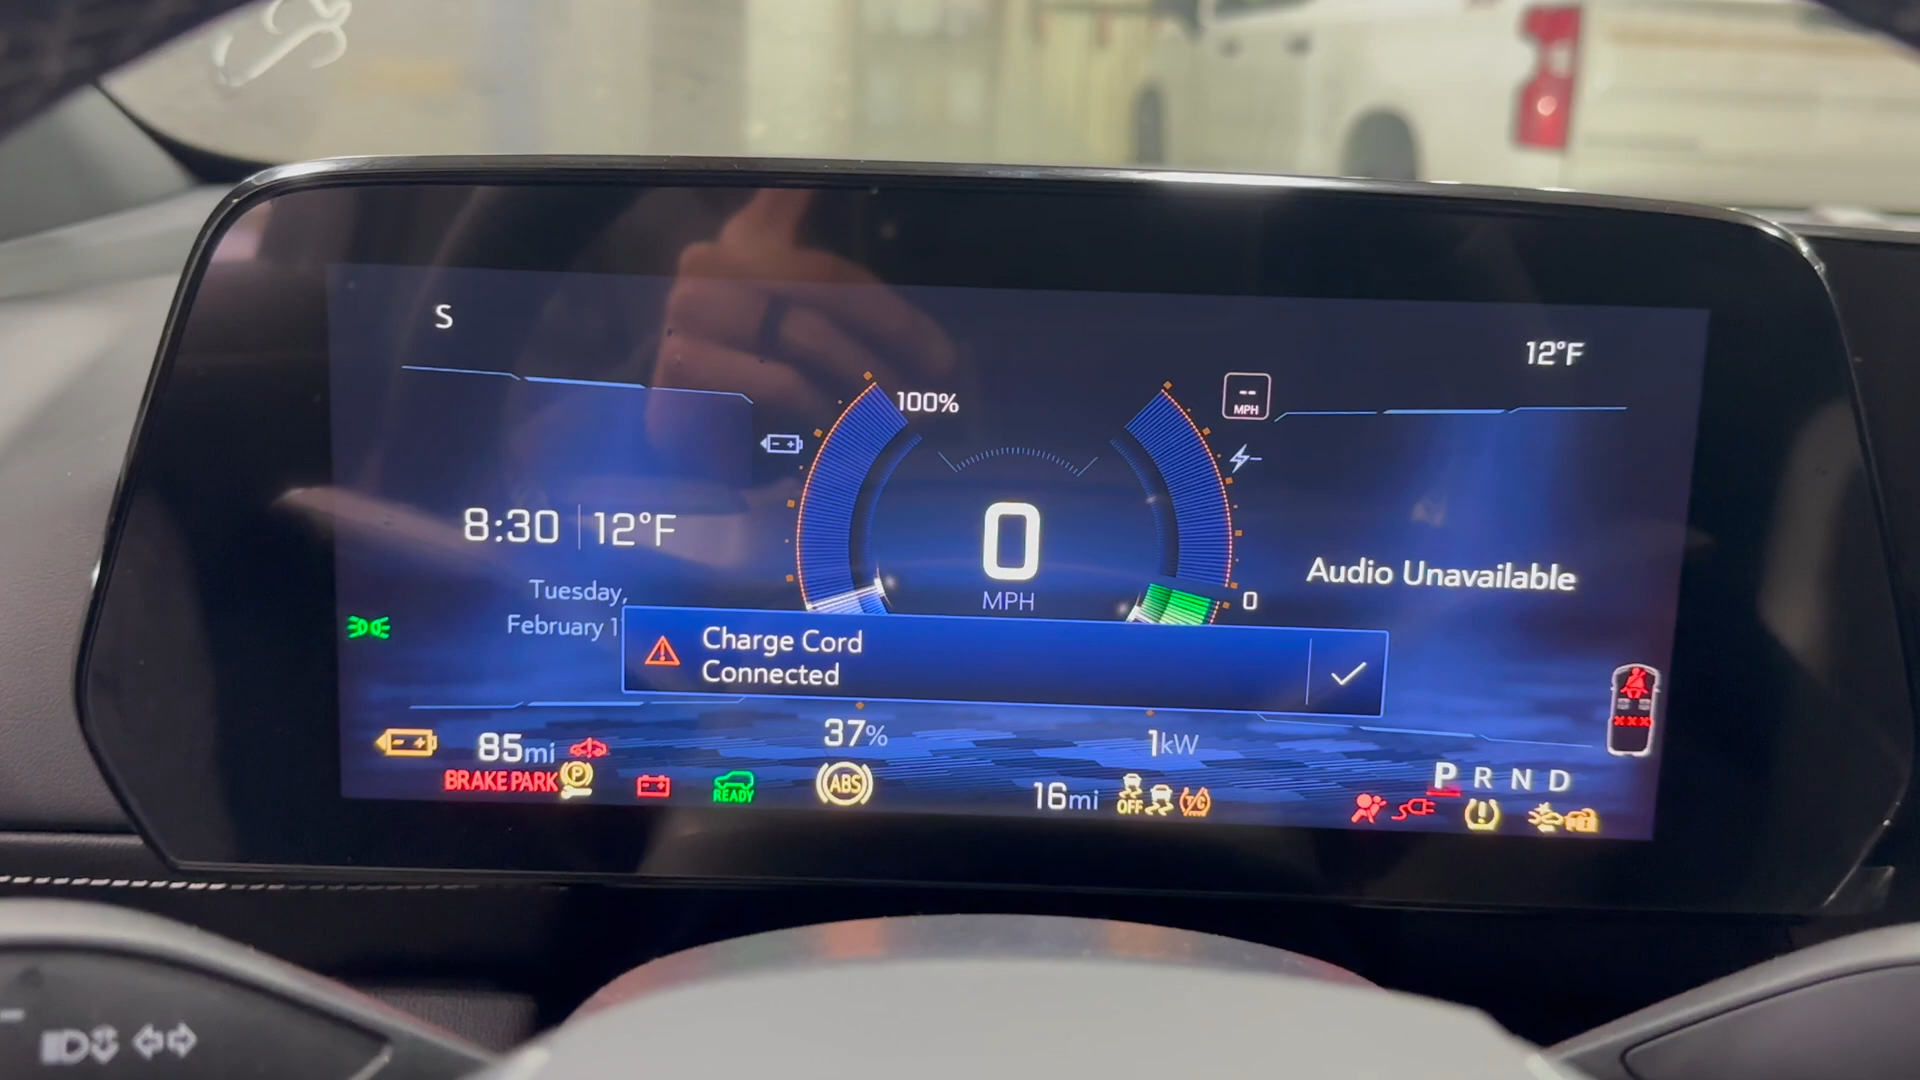 S
12°F
100%
--
MPH
8:30
12°F
0
MPH
0
Audio Unavailable
Tuesday,
February 1
Charge Cord
Connected
85mi
37%
1kW
BRAKE PARK
P
READY
ABS
16mi
OFF
T/C
P R N D